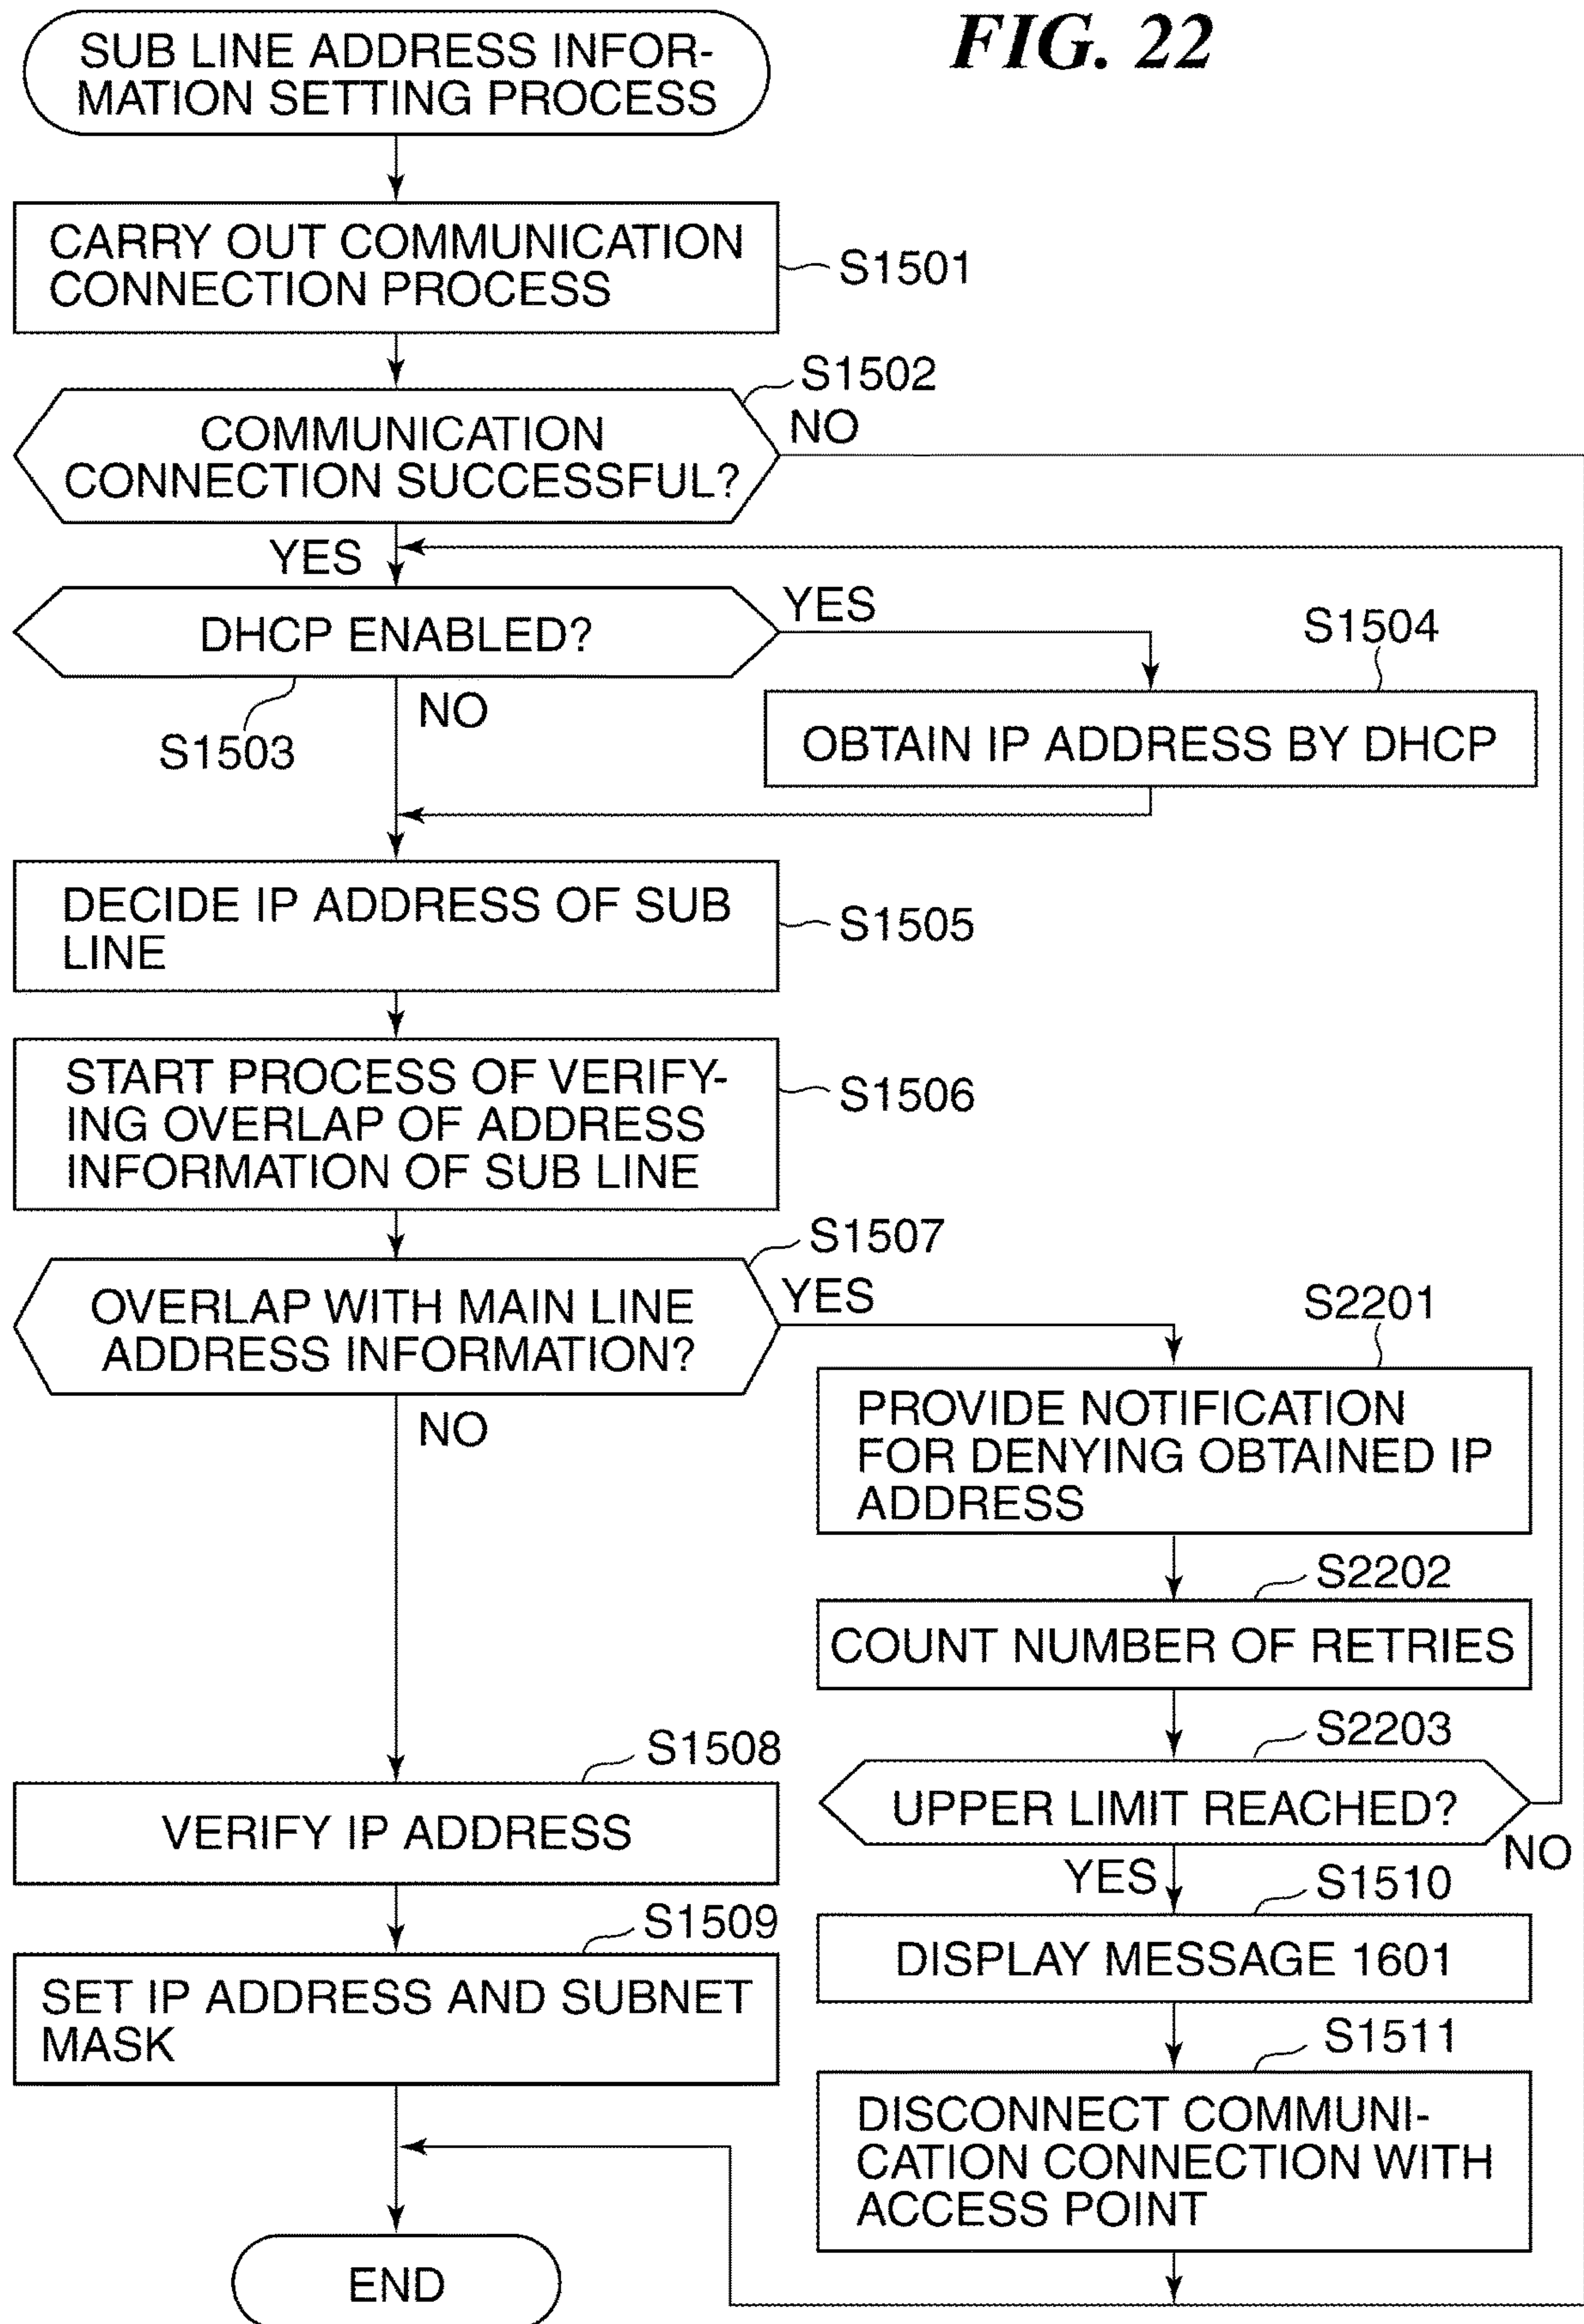 FIG. 22
SUB LINE ADDRESS INFOR-
MATION SETTING PROCESS
CARRY OUT COMMUNICATION
CONNECTION PROCESS
S1501
S1502
COMMUNICATION
CONNECTION SUCCESSFUL?
NO
YES
DHCP ENABLED?
YES
S1503
NO
S1504
OBTAIN IP ADDRESS BY DHCP
DECIDE IP ADDRESS OF SUB
LINE
S1505
START PROCESS OF VERIFY-
ING OVERLAP OF ADDRESS
INFORMATION OF SUB LINE
S1506
S1507
OVERLAP WITH MAIN LINE
ADDRESS INFORMATION?
YES
NO
S2201
PROVIDE NOTIFICATION
FOR DENYING OBTAINED IP
ADDRESS
S2202
COUNT NUMBER OF RETRIES
S2203
UPPER LIMIT REACHED?
NO
YES
S1508
VERIFY IP ADDRESS
S1509
SET IP ADDRESS AND SUBNET
MASK
S1510
DISPLAY MESSAGE 1601
S1511
DISCONNECT COMMUNI-
CATION CONNECTION WITH
ACCESS POINT
END